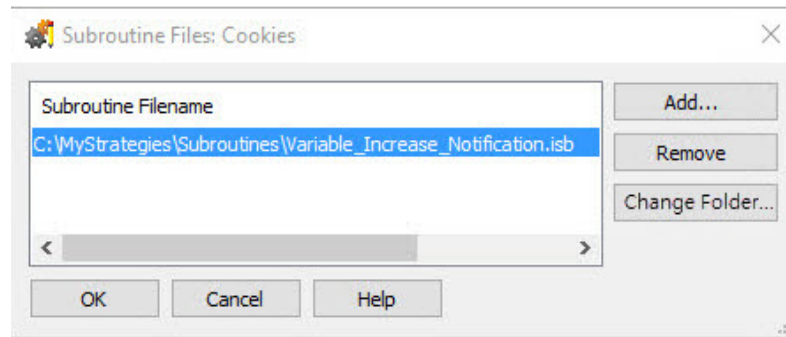 Subroutine Files: Cookies
Subroutine Filename
C:\MyStrategies\Subroutines\Variable_Increase_Notification.isb
Add...
Remove
Change Folder...
OK
Cancel
Help